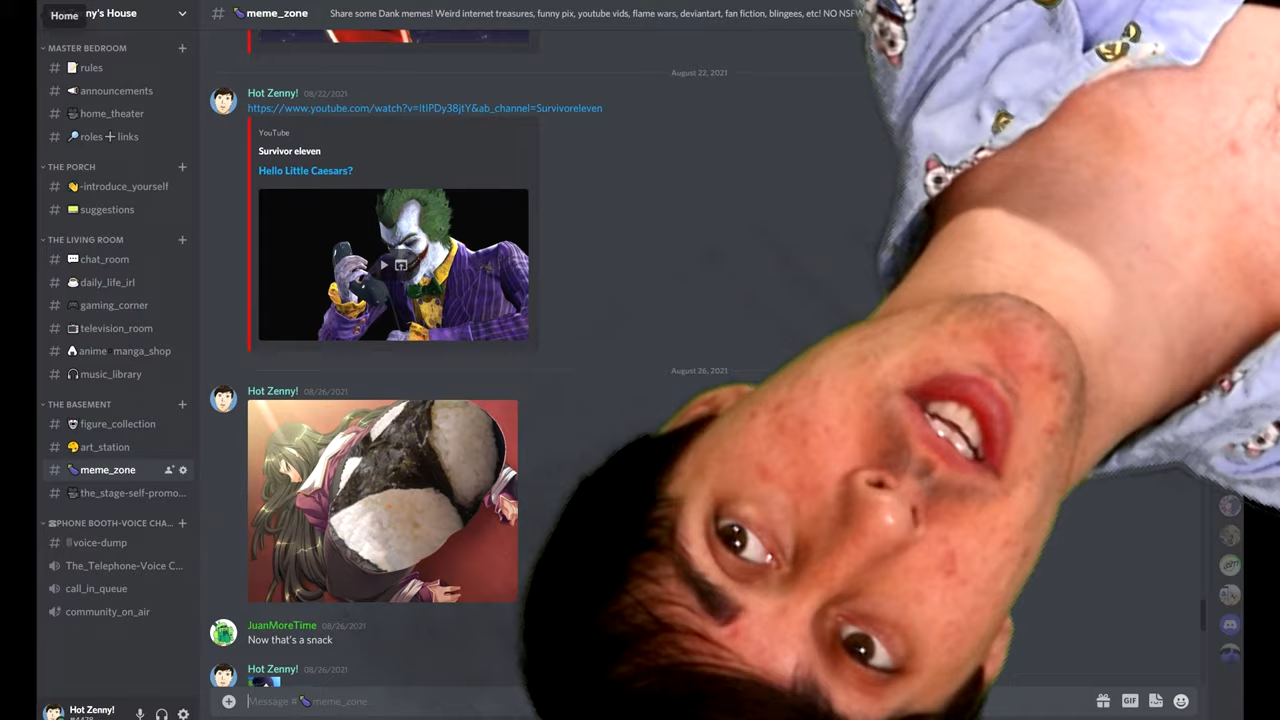 Home
ny's House
MASTER BEDROOM
rules
announcements
home_theater
roles➕links
THE PORCH
-introduce_yourself
suggestions
THE LIVING ROOM
chat_room
daily_life_irl
gaming_corner
television_room
anime
manga_shop
music_library
THE BASEMENT
figure_collection
art_station
meme_zone
the_stage-self-promo...
PHONE BOOTH-VOICE CHA...
voice-dump
The_Telephone-Voice C...
call_in_queue
community_on_air
Hot Zenny!
# meme_zone
Share some Dank memes! Weird internet treasures, funny pix, youtube vids, flame wars, deviantart, fan fiction, blingees, etc! NO NSFW
August 22, 2021
Hot Zenny! 08/22/2021
https://www.youtube.com/watch?v=ItIPDy38jtY&ab_channel=Survivoreleven
YouTube
Survivor eleven
Hello Little Caesars?
August 26, 2021
Hot Zenny! 08/26/2021
JuanMoreTime 08/26/2021
Now that's a snack
Hot Zenny! 08/26/2021
Message # meme_zone
GIF